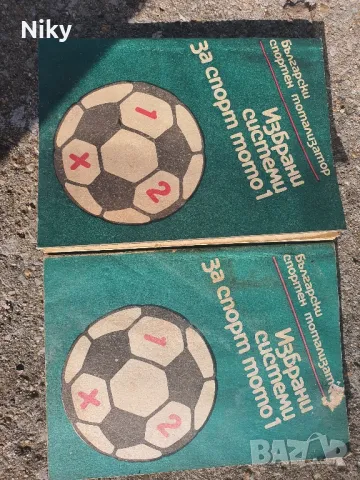 Niky
Български
спортен тотализатор
Избрани
системи
за спорт тото 1
1
X
2
Български
спортен тотализатор
Избрани
системи
за спорт тото 1
1
X
2
BAZAR